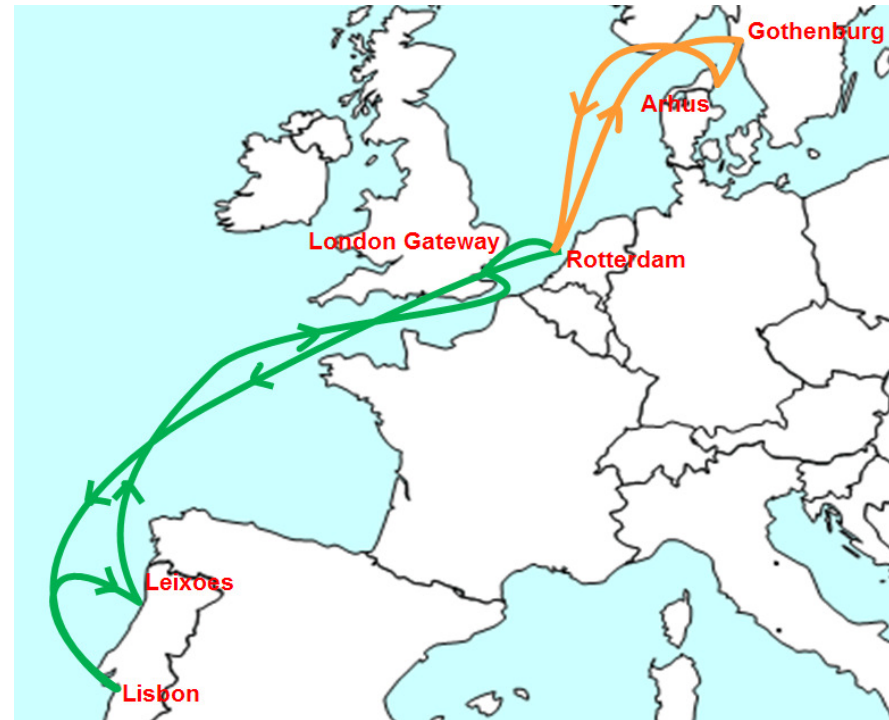 Gothenburg
Arhus
London Gateway
Rotterdam
Leixoes
Lisbon